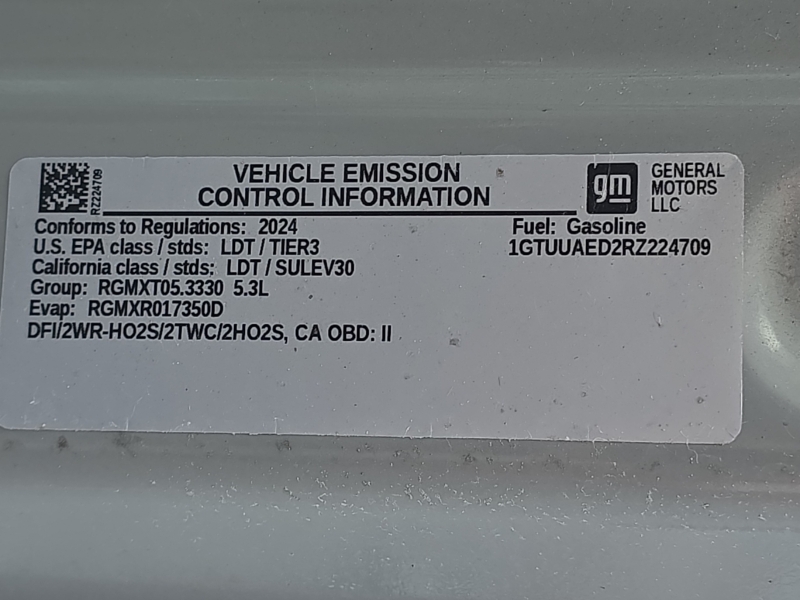 RZ224709
VEHICLE EMISSION
CONTROL INFORMATION
gm
GENERAL
MOTORS
LLC
Conforms to Regulations: 2024
Fuel: Gasoline
U.S. EPA class / stds: LDT / TIER3
1GTUUAED2RZ224709
California class / stds: LDT / SULEV30
Group: RGMXT05.3330 5.3L
Evap: RGMXR017350D
DFI/2WR-HO2S/2TWC/2HO2S, CA OBD: II